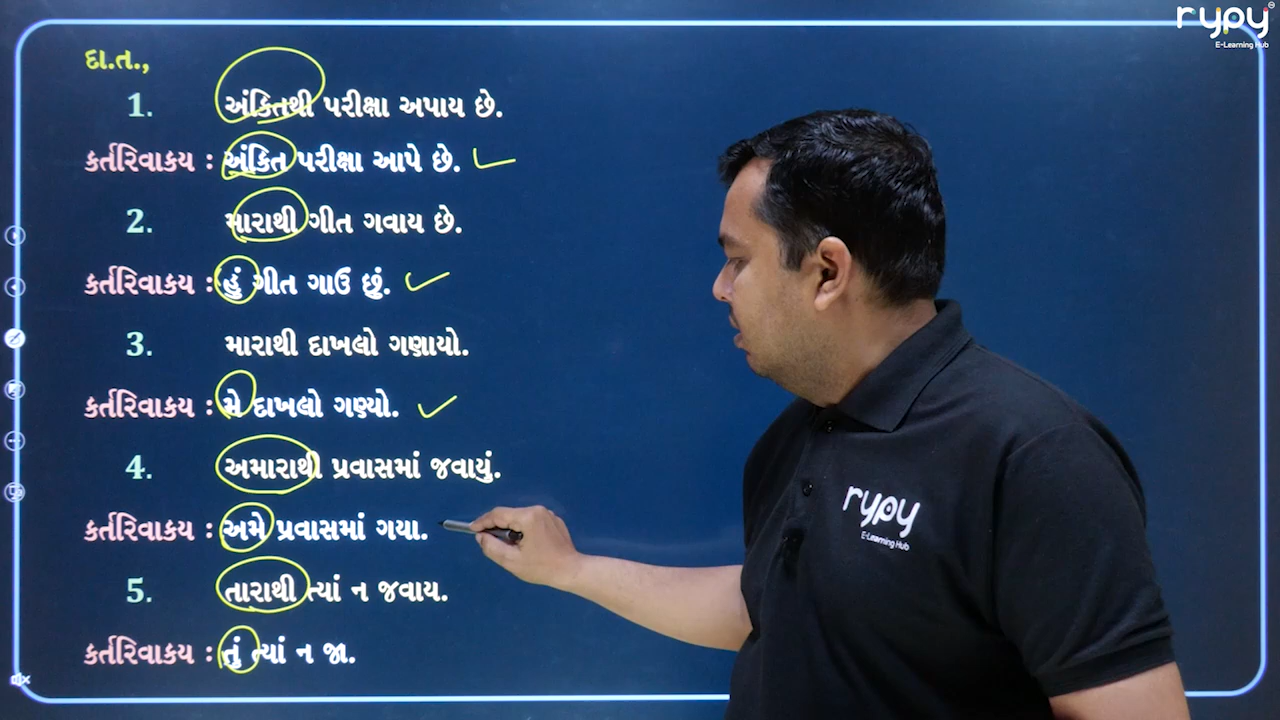 rypy
E-Learning Hub
દા.ત.,
1. અંકિતથી પરીક્ષા અપાય છે.
કર્તરિવાકય : અંકિત પરીક્ષા આપે છે.
2. મારાથી ગીત ગવાય છે.
કર્તરિવાકય : હું ગીત ગાઉ છું.
3. મારાથી દાખલો ગણાયો.
કર્તરિવાકય : મે દાખલો ગણ્યો.
4. અમારાથી પ્રવાસમાં જવાયું.
કર્તરિવાકય : અમે પ્રવાસમાં ગયા.
5. તારાથી ત્યાં ન જવાય.
કર્તરિવાકય : તું ત્યાં ન જા.
rypy
E-Learning Hub